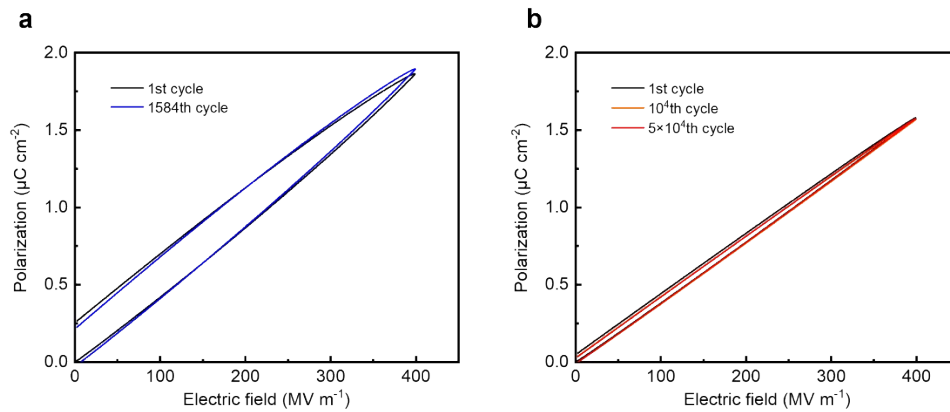 a
2.0
1.5
1.0
0.5
0.0
Polarization (μC cm⁻²)
1st cycle
1584th cycle
0 100 200 300 400
Electric field (MV m⁻¹)
b
2.0
1.5
1.0
0.5
0.0
Polarization (μC cm⁻²)
1st cycle
10⁴th cycle
5×10⁴th cycle
0 100 200 300 400
Electric field (MV m⁻¹)